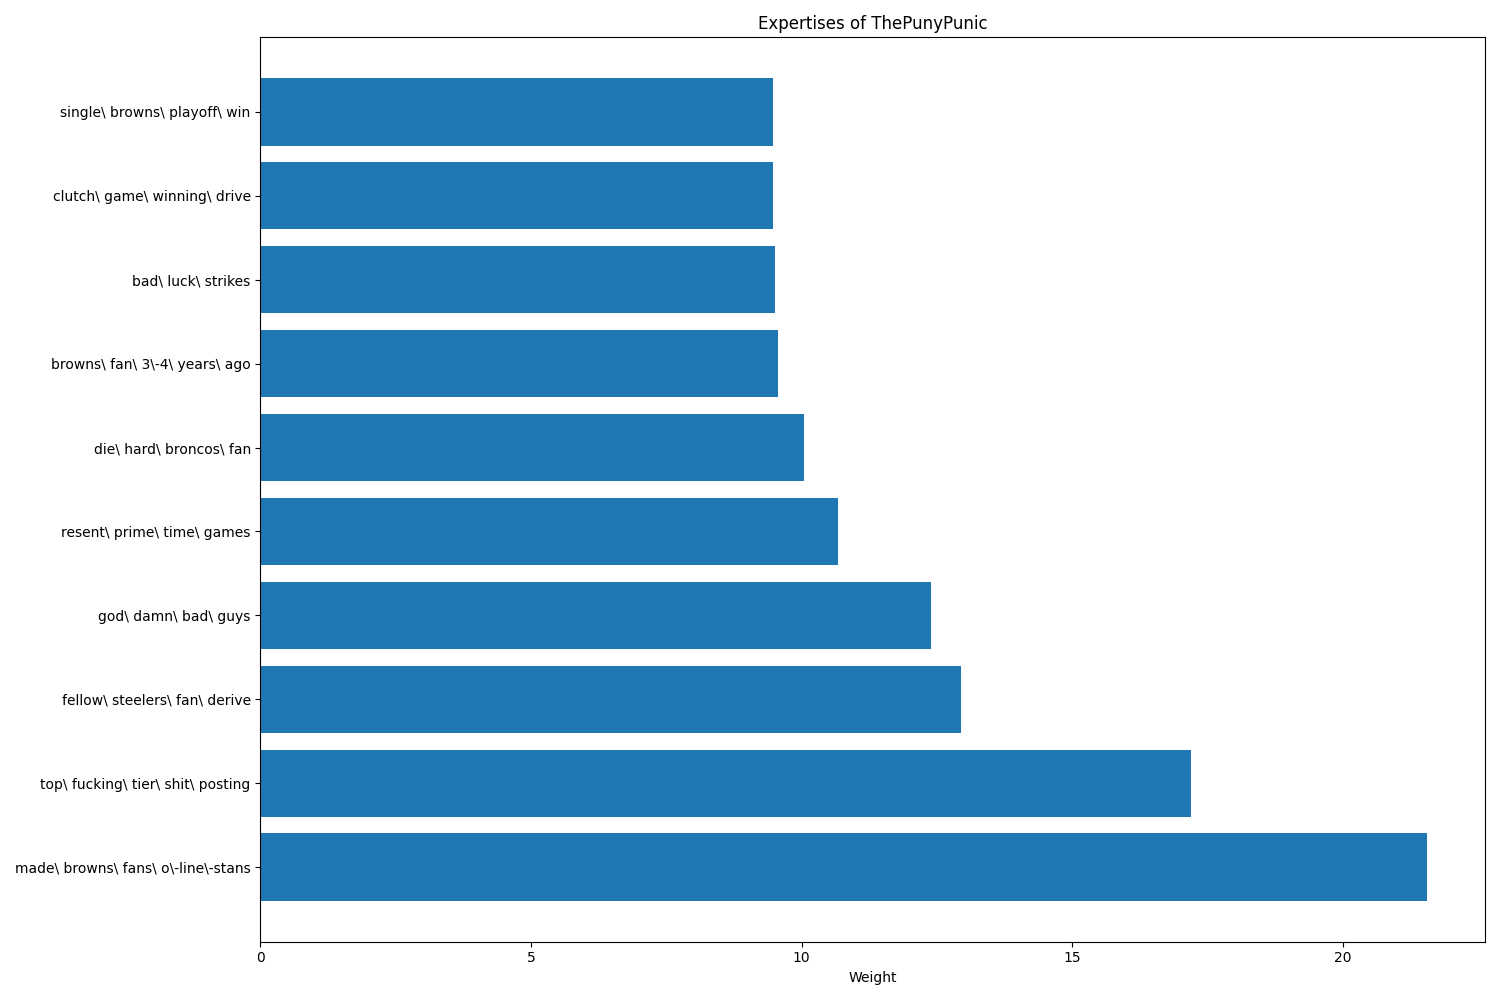 Expertises of ThePunyPunic
single\ browns\ playoff\ win
clutch\ game\ winning\ drive
bad\ luck\ strikes
browns\ fan\ 3\-4\ years\ ago
die\ hard\ broncos\ fan
resent\ prime\ time\ games
god\ damn\ bad\ guys
fellow\ steelers\ fan\ derive
top\ fucking\ tier\ shit\ posting
made\ browns\ fans\ o\-line\-stans
0 5 10 15 20
Weight